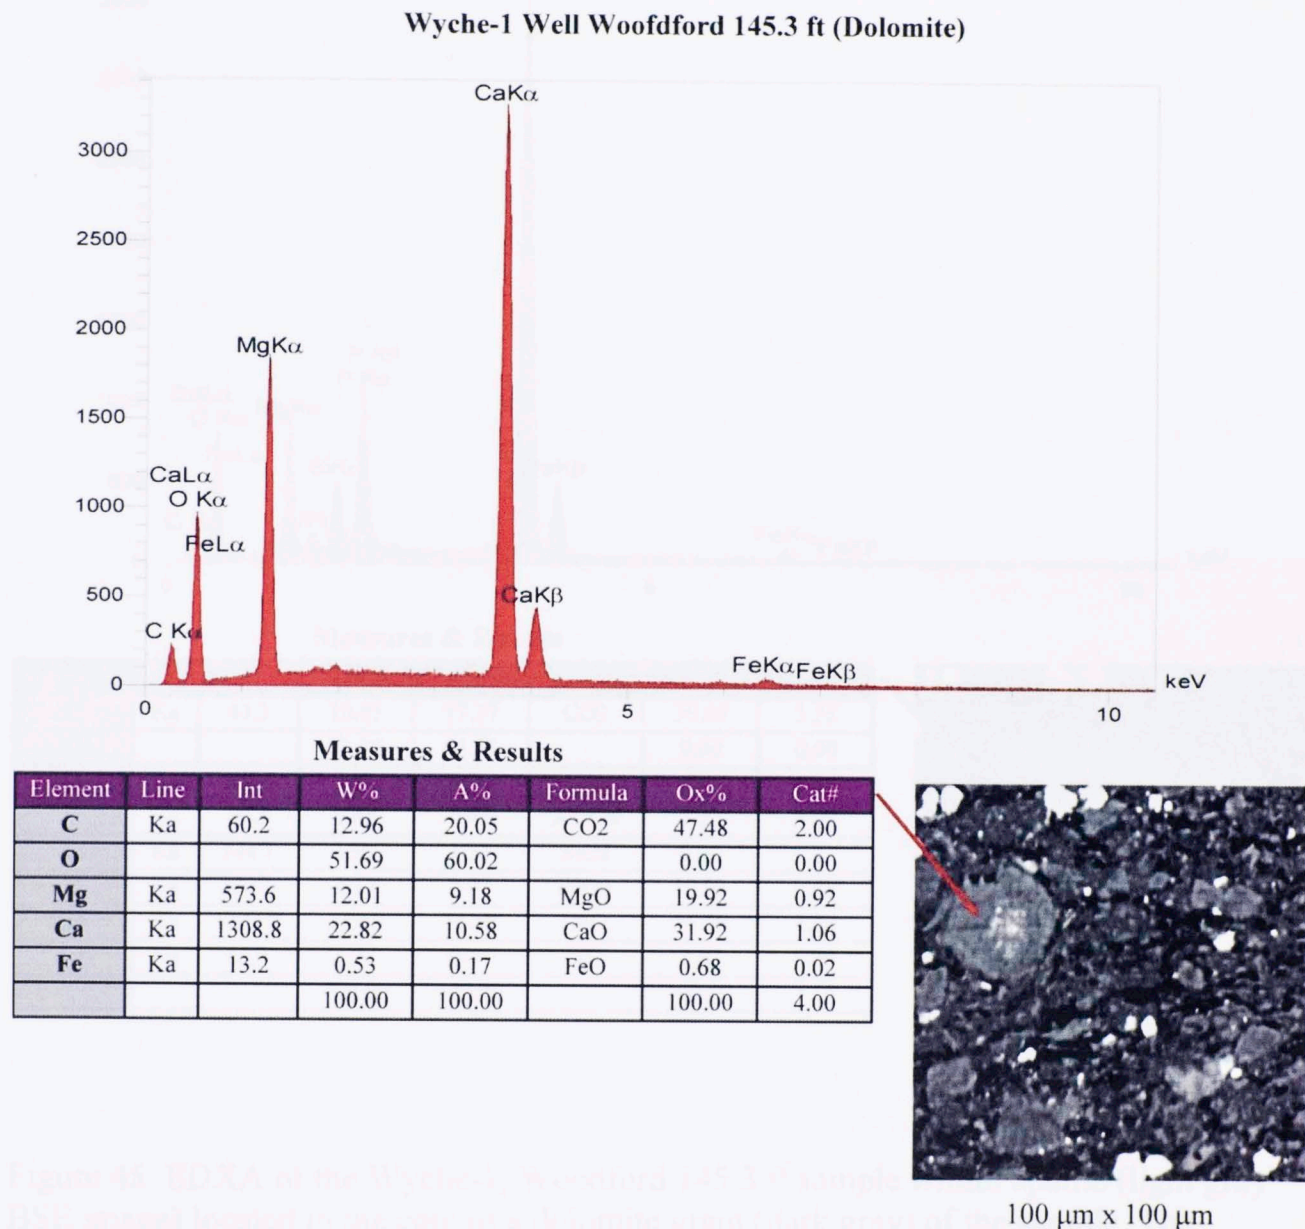 Wyche-1 Well Woofdford 145.3 ft (Dolomite)
CaKα
3000
2500
2000
MgKα
1500
CaLα
1000
O Kα
FeLα
500
CaKβ
C Kα
FeKα FeKβ
0
keV
0 5 10
Measures & Results
Element Line Int W% A% Formula Ox% Cat#
C Ka 60.2 12.96 20.05 CO2 47.48 2.00
O 51.69 60.02 0.00 0.00
Mg Ka 573.6 12.01 9.18 MgO 19.92 0.92
Ca Ka 1308.8 22.82 10.58 CaO 31.92 1.06
Fe Ka 13.2 0.53 0.17 FeO 0.68 0.02
100.00 100.00 100.00 4.00
100 µm x 100 µm